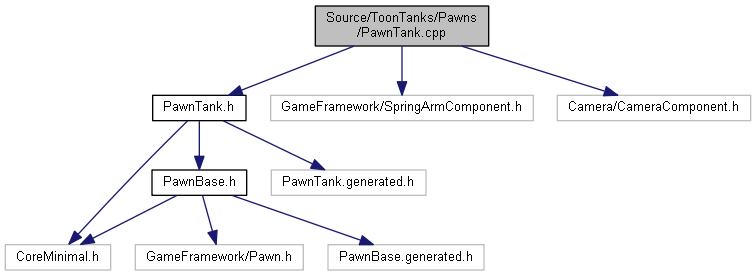 Source/ToonTanks/Pawns
/PawnTank.cpp
PawnTank.h
GameFramework/SpringArmComponent.h
Camera/CameraComponent.h
PawnBase.h
PawnTank.generated.h
CoreMinimal.h
GameFramework/Pawn.h
PawnBase.generated.h